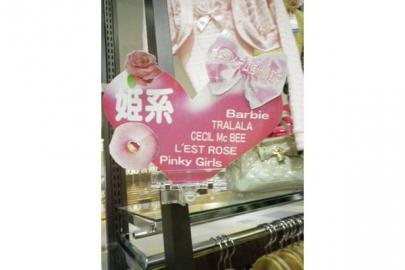 姫系
Barbie
TRALALA
CECIL Mc BEE
L'EST ROSE
Pinky Girls